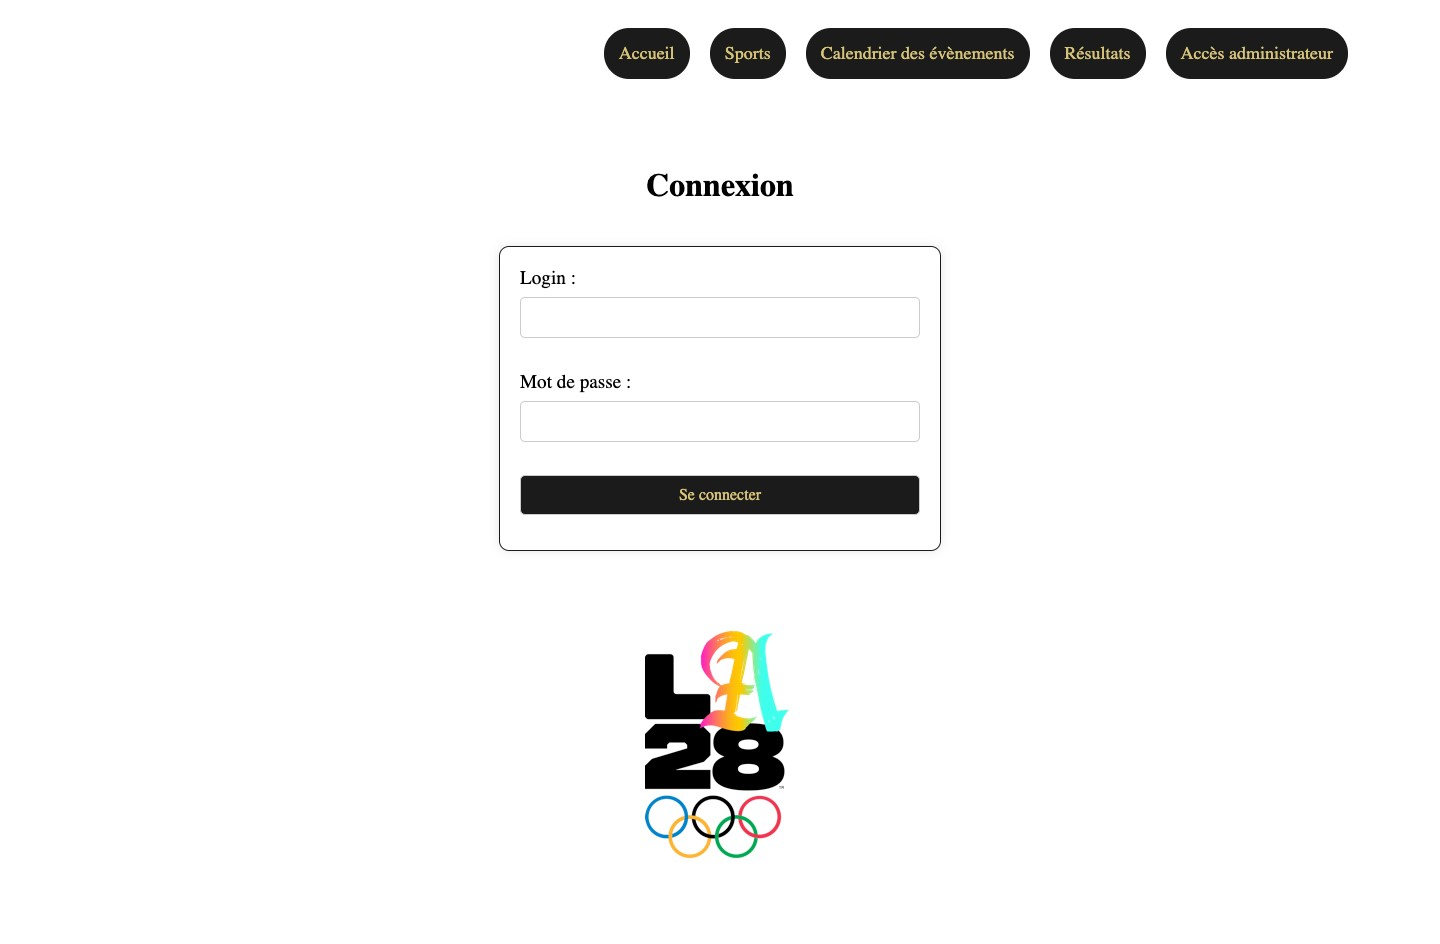 Accueil Sports Calendrier des évènements Résultats Accès administrateur
Connexion
Login :
Mot de passe :
Se connecter
LA
28